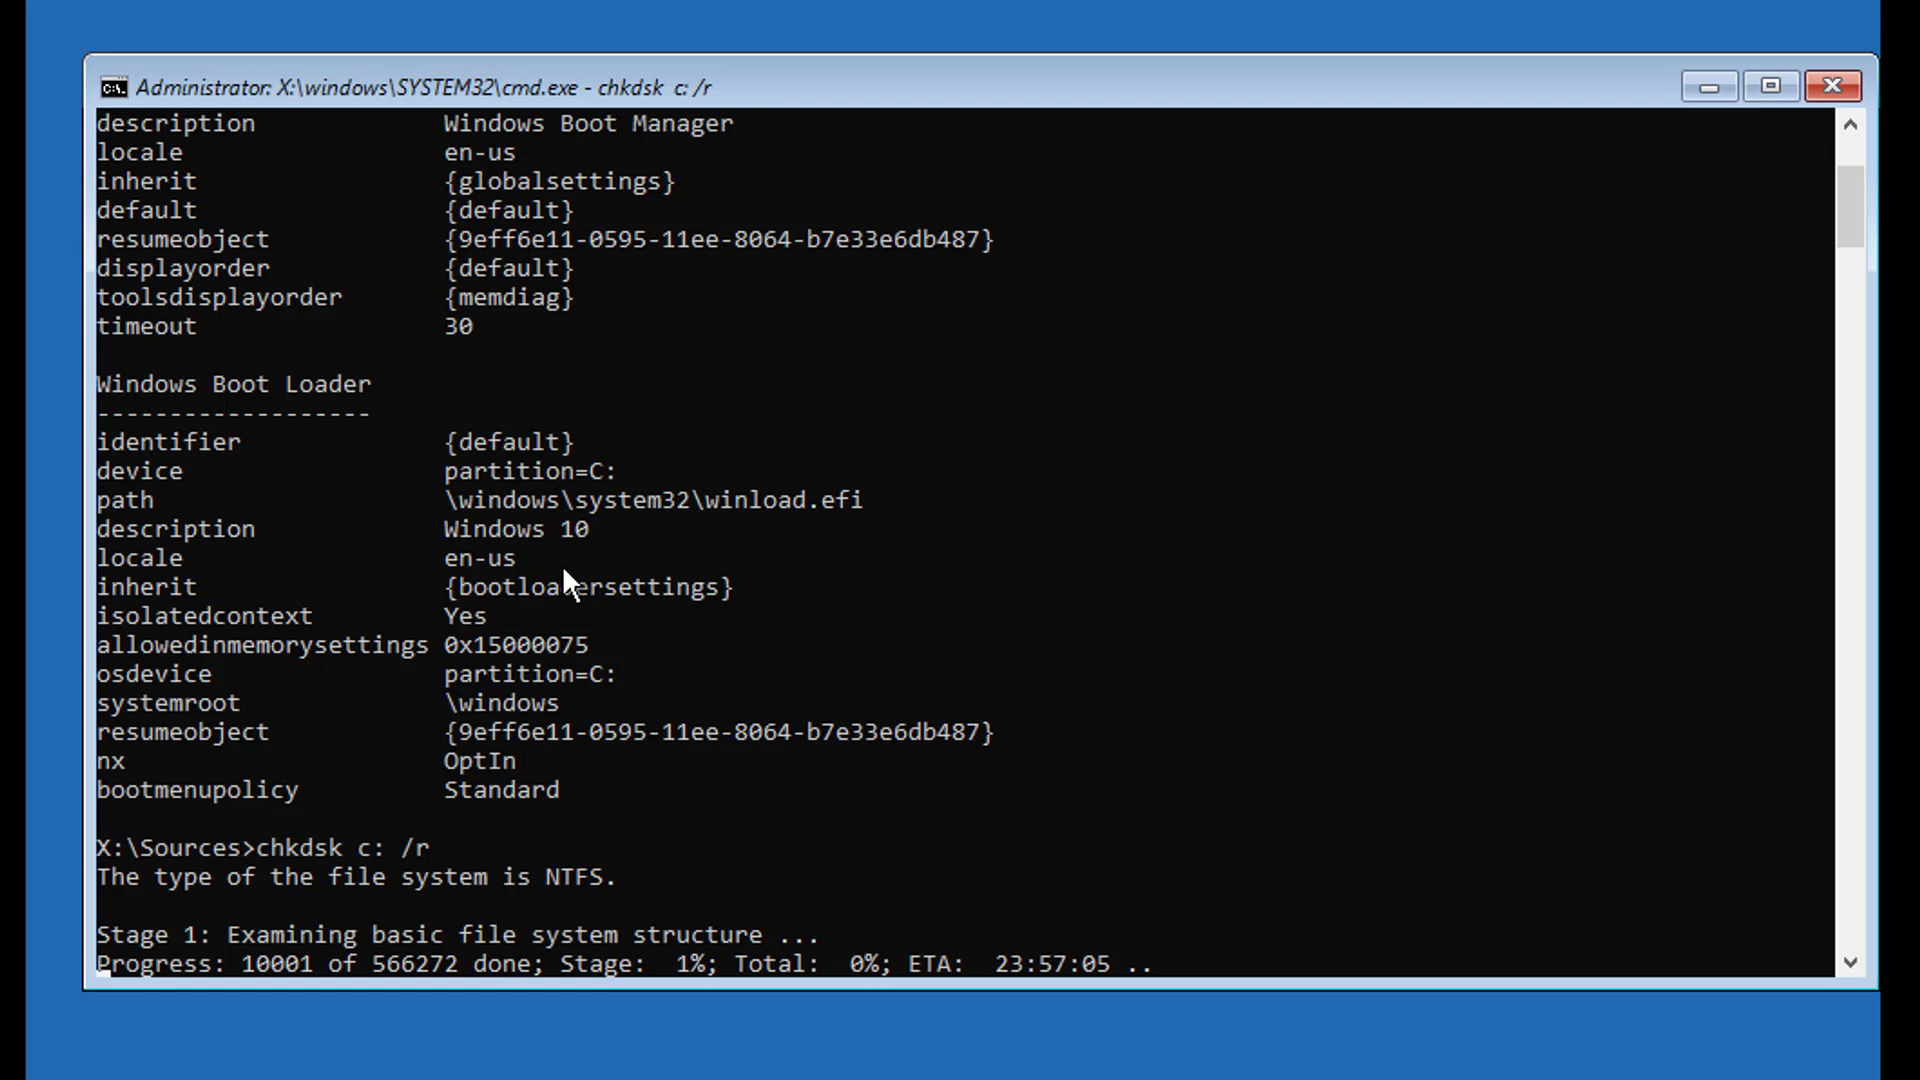 Administrator: X:\windows\SYSTEM32\cmd.exe - chkdsk c: /r
description Windows Boot Manager
locale en-us
inherit {globalsettings}
default {default}
resumeobject {9eff6e11-0595-11ee-8064-b7e33e6db487}
displayorder {default}
toolsdisplayorder {memdiag}
timeout 30
Windows Boot Loader
-------------------
identifier {default}
device partition=C:
path \windows\system32\winload.efi
description Windows 10
locale en-us
inherit {bootloadersettings}
isolatedcontext Yes
allowedinmemorysettings 0x15000075
osdevice partition=C:
systemroot \windows
resumeobject {9eff6e11-0595-11ee-8064-b7e33e6db487}
nx OptIn
bootmenupolicy Standard
X:\Sources>chkdsk c: /r
The type of the file system is NTFS.
Stage 1: Examining basic file system structure ...
Progress: 10001 of 566272 done; Stage:  1%; Total:  0%; ETA:  23:57:05 ..